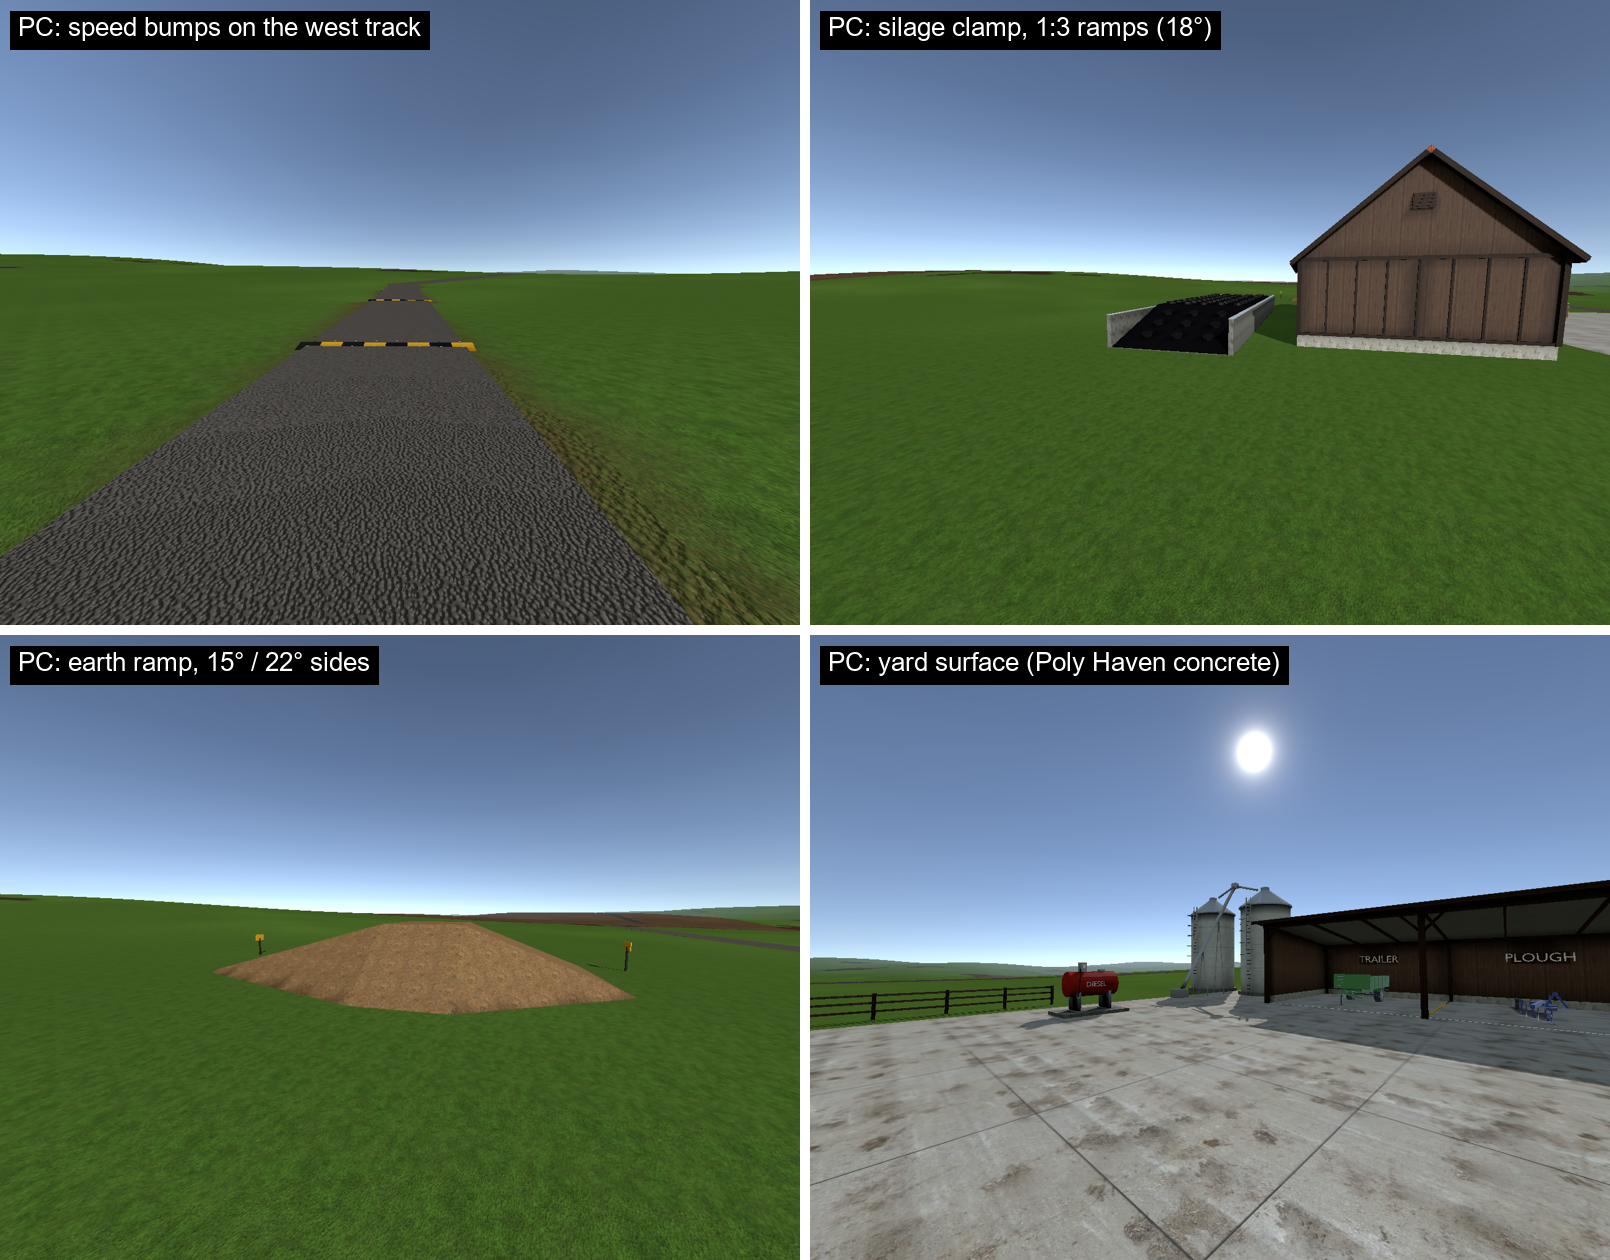 PC: speed bumps on the west track
PC: silage clamp, 1:3 ramps (18°)
PC: earth ramp, 15° / 22° sides
PC: yard surface (Poly Haven concrete)
DIESEL
TRAILER
PLOUGH